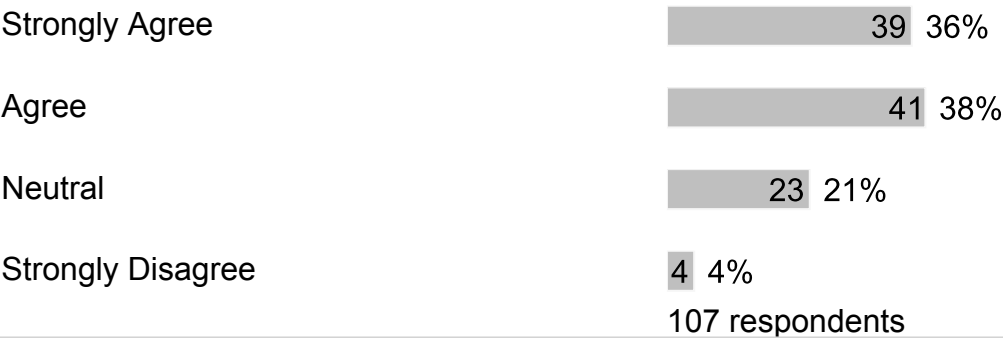 Strongly Agree 39 36%
Agree 41 38%
Neutral 23 21%
Strongly Disagree 4 4%
107 respondents